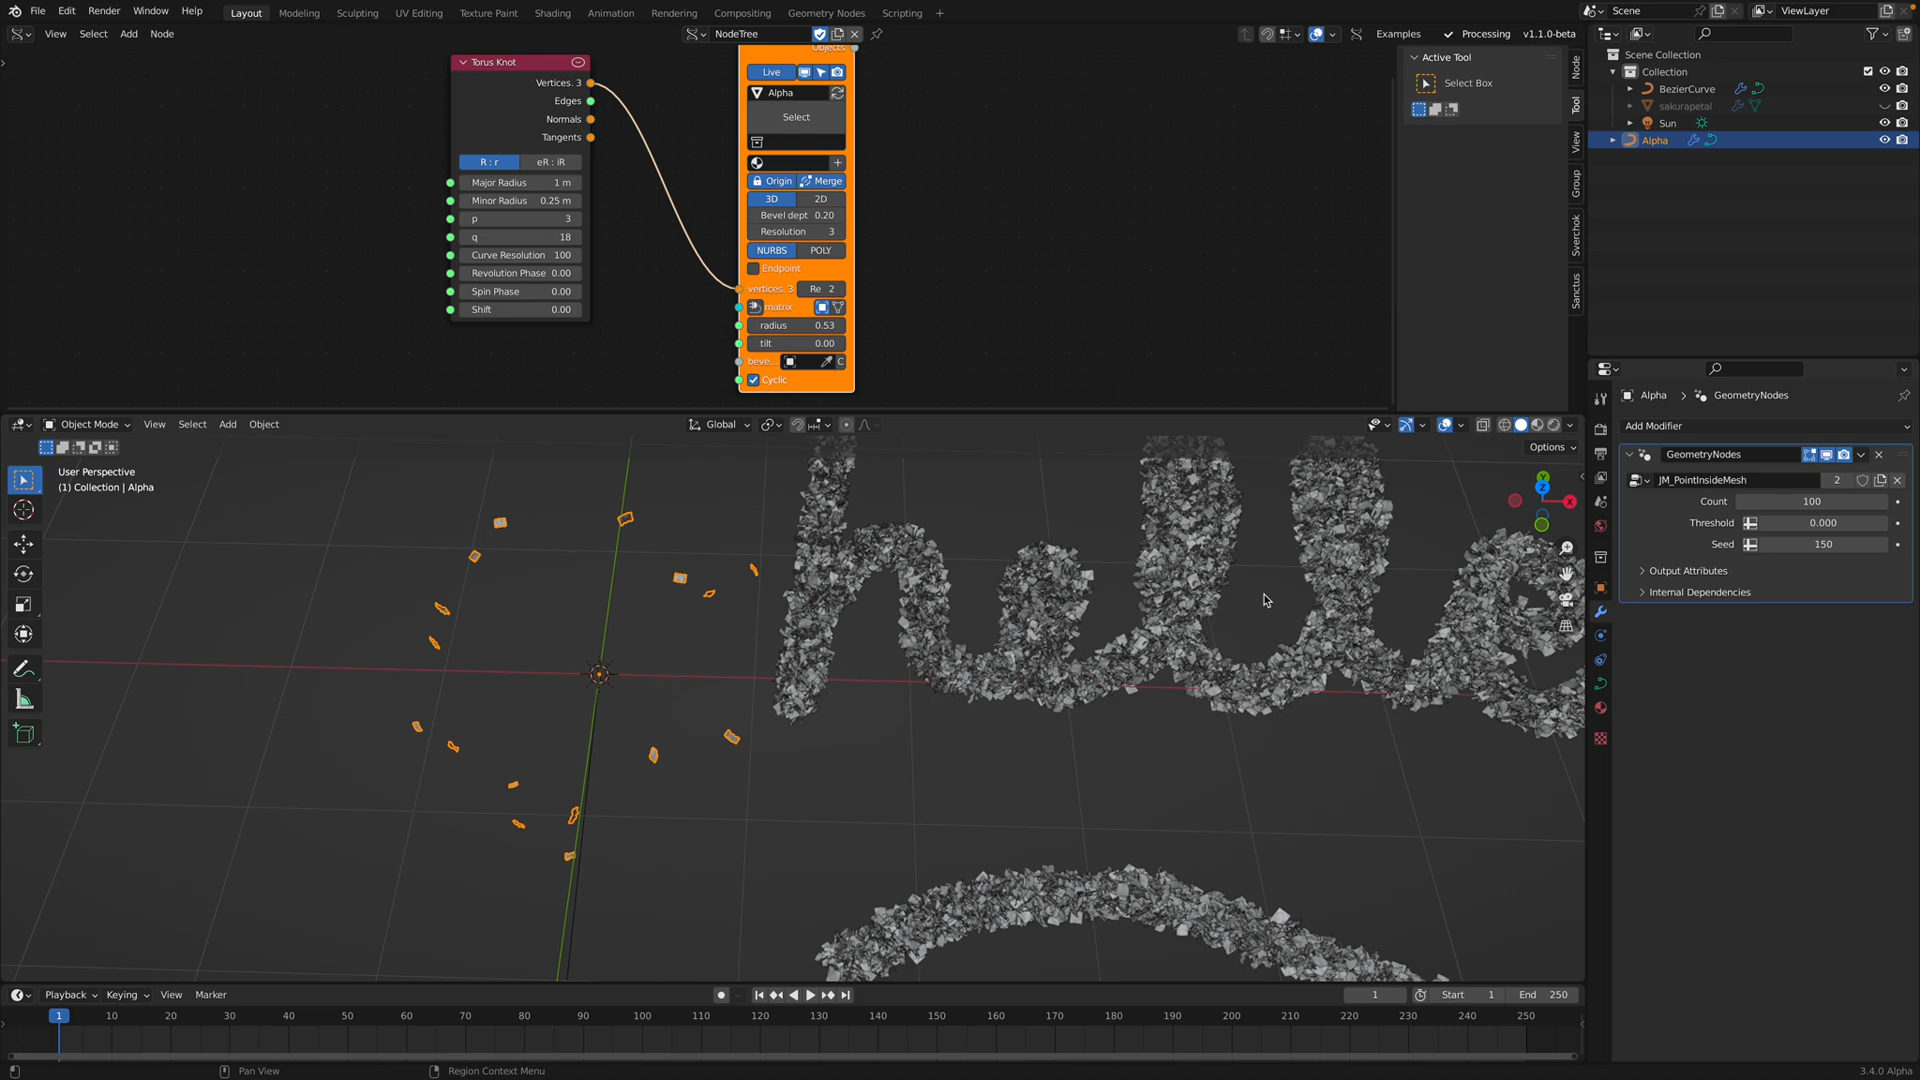 File Edit Render Window Help Layout Modeling Sculpting UV Editing Texture Paint Shading Animation Rendering Compositing Geometry Nodes Scripting + Scene ViewLayer
View Select Add Node NodeTree Examples Processing v1.1.0-beta
Torus Knot
Vertices. 3
Edges
Normals
Tangents
R : r eR : iR
Major Radius 1 m
Minor Radius 0.25 m
p 3
q 18
Curve Resolution 100
Revolution Phase 0.00
Spin Phase 0.00
Shift 0.00
Objects
Live
Alpha
Select
Origin Merge
3D 2D
Bevel dept 0.20
Resolution 3
NURBS POLY
Endpoint
vertices. 3 Re 2
matrix
radius 0.53
tilt 0.00
beve... C
Cyclic
Active Tool
Select Box
Node
Tool
View
Group
Sverchok
Sanctus
Scene Collection
Collection
BezierCurve
sakurapetal
Sun
Alpha
Alpha > GeometryNodes
Add Modifier
GeometryNodes
JM_PointInsideMesh 2
Count 100
Threshold 0.000
Seed 150
Output Attributes
Internal Dependencies
Object Mode View Select Add Object Global
Options
User Perspective
(1) Collection | Alpha
Y
Z
X
Playback Keying View Marker 1 Start 1 End 250
1 10 20 30 40 50 60 70 80 90 100 110 120 130 140 150 160 170 180 190 200 210 220 230 240 250
Pan View Region Context Menu 3.4.0 Alpha